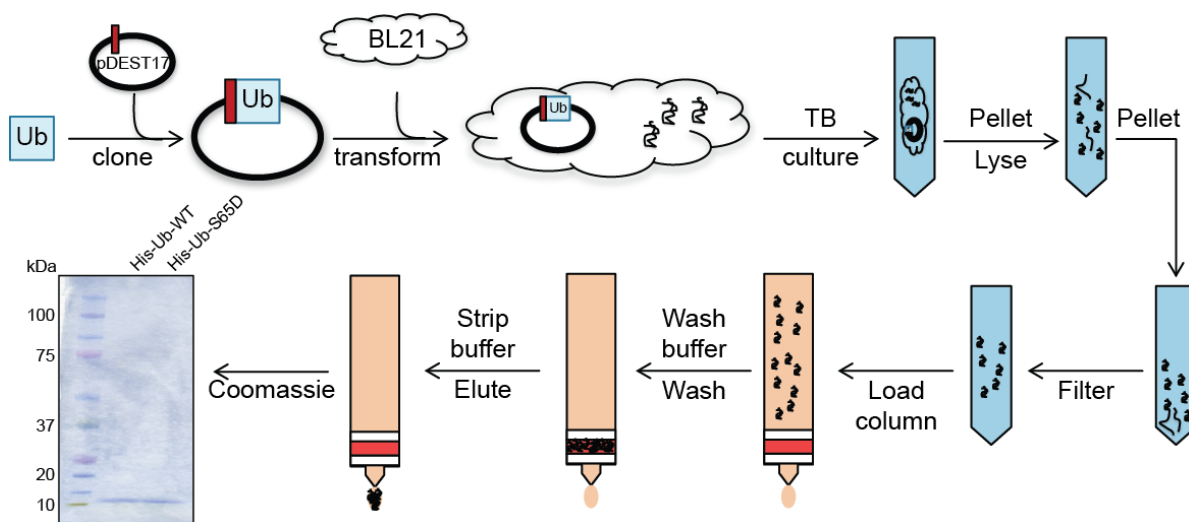 pDEST17
BL21
Ub
clone
Ub
transform
Ub
TB
culture
Pellet
Lyse
Pellet
His-Ub-WT
His-Ub-S65D
kDa
100
75
37
20
10
Coomassie
Strip
buffer
Elute
Wash
buffer
Wash
Load
column
Filter